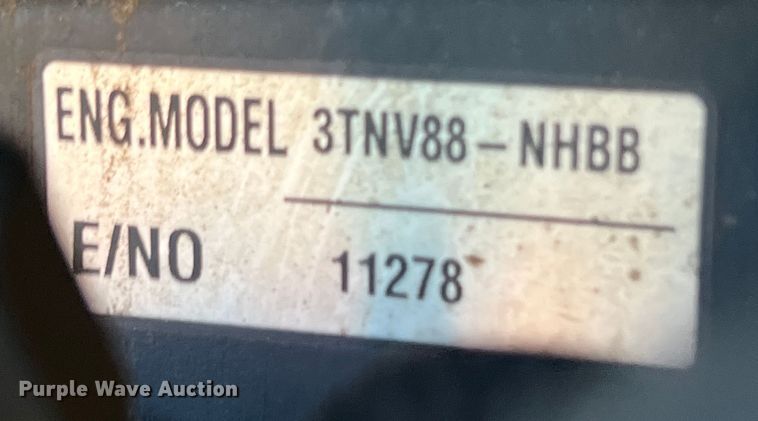 ENG.MODEL 3TNV88-NHBB
E/NO 11278
Purple Wave Auction